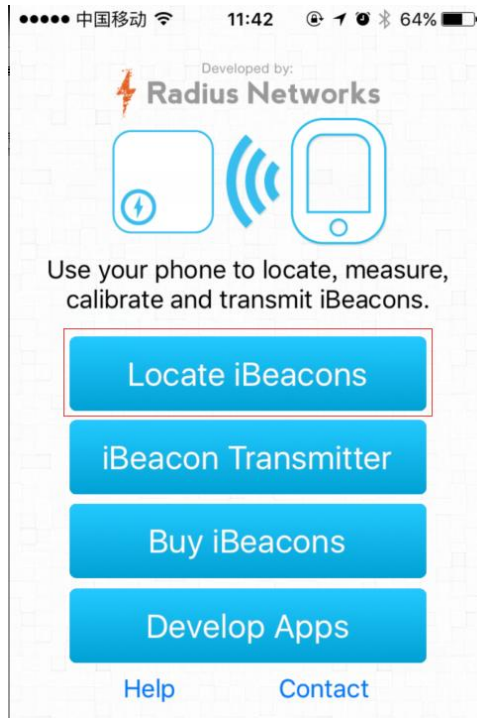 中国移动 11:42 64%
Developed by:
Radius Networks
Use your phone to locate, measure,
calibrate and transmit iBeacons.
Locate iBeacons
iBeacon Transmitter
Buy iBeacons
Develop Apps
Help Contact